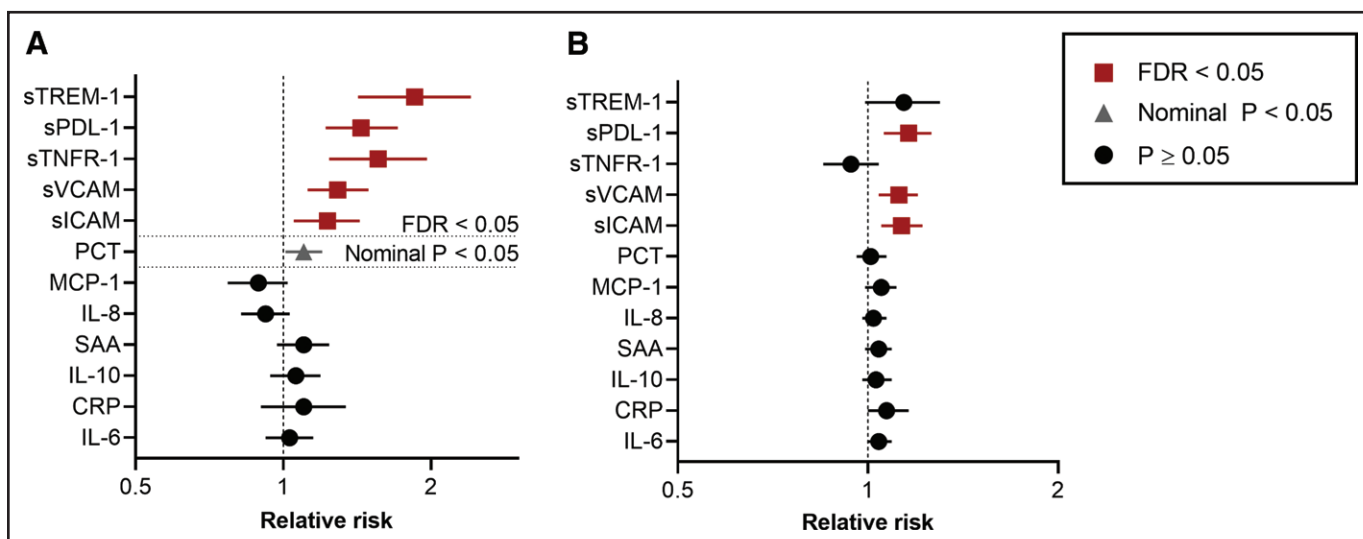 A
sTREM-1
sPDL-1
sTNFR-1
sVCAM
sICAM
FDR < 0.05
PCT
Nominal P < 0.05
MCP-1
IL-8
SAA
IL-10
CRP
IL-6
0.5 1 2
Relative risk
B
sTREM-1
sPDL-1
sTNFR-1
sVCAM
sICAM
PCT
MCP-1
IL-8
SAA
IL-10
CRP
IL-6
0.5 1 2
Relative risk
FDR < 0.05
Nominal P < 0.05
P ≥ 0.05